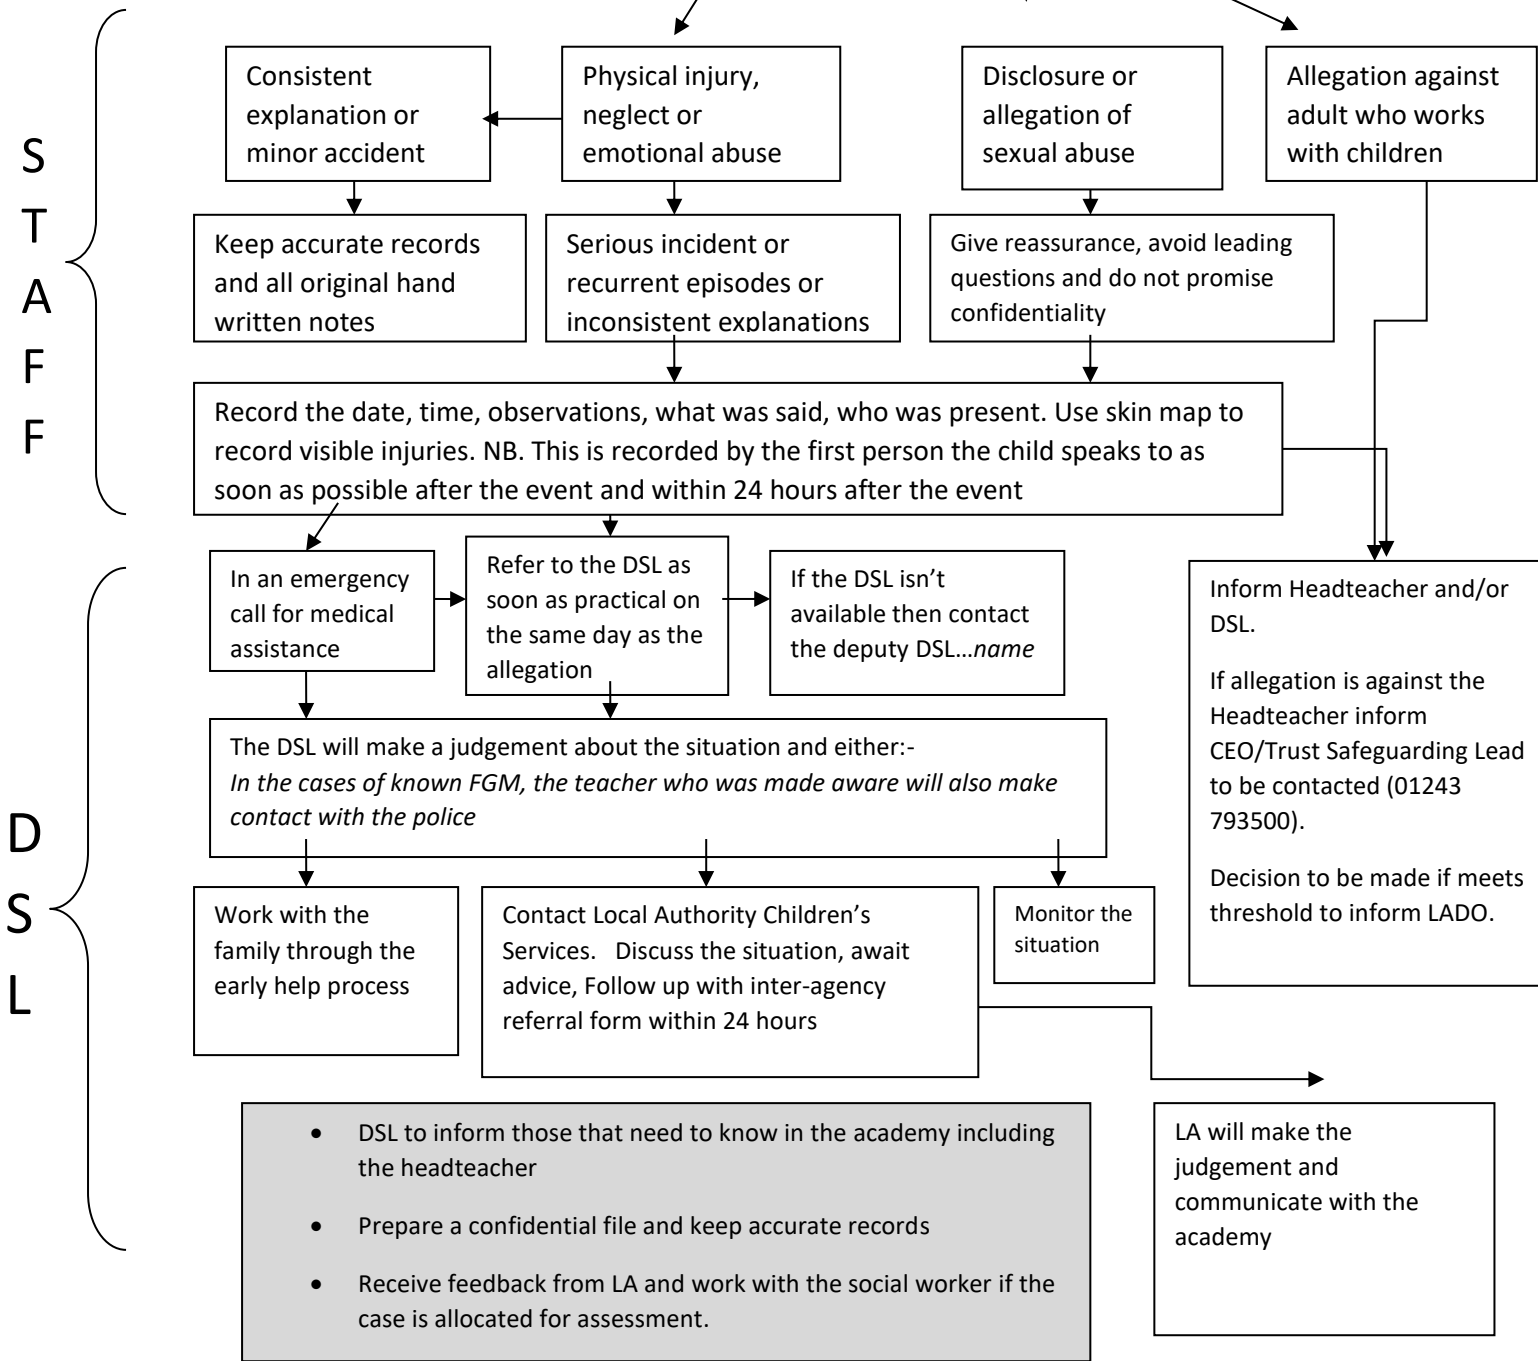 S
T
A
F
F
Consistent
explanation or
minor accident
Physical injury,
neglect or
emotional abuse
Disclosure or
allegation of
sexual abuse
Allegation against
adult who works
with children
Keep accurate records
and all original hand
written notes
Serious incident or
recurrent episodes or
inconsistent explanations
Give reassurance, avoid leading
questions and do not promise
confidentiality
Record the date, time, observations, what was said, who was present. Use skin map to
record visible injuries. NB. This is recorded by the first person the child speaks to as
soon as possible after the event and within 24 hours after the event
D
S
L
In an emergency
call for medical
assistance
Refer to the DSL as
soon as practical on
the same day as the
allegation
If the DSL isn’t
available then contact
the deputy DSL…name
Inform Headteacher and/or
DSL.
If allegation is against the
Headteacher inform
CEO/Trust Safeguarding Lead
to be contacted (01243
793500).
Decision to be made if meets
threshold to inform LADO.
The DSL will make a judgement about the situation and either:-
In the cases of known FGM, the teacher who was made aware will also make
contact with the police
Work with the
family through the
early help process
Contact Local Authority Children’s
Services.   Discuss the situation, await
advice, Follow up with inter-agency
referral form within 24 hours
Monitor the
situation
• DSL to inform those that need to know in the academy including
the headteacher
• Prepare a confidential file and keep accurate records
• Receive feedback from LA and work with the social worker if the
case is allocated for assessment.
LA will make the
judgement and
communicate with the
academy